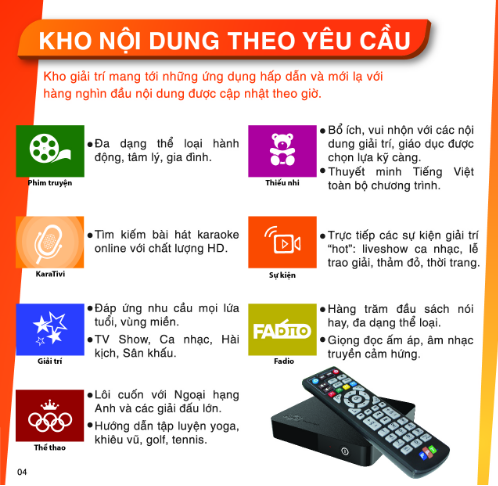 KHO NỘI DUNG THEO YÊU CẦU
Kho giải trí mang tới những ứng dụng hấp dẫn và mới lạ với
hàng nghìn đầu nội dung được cập nhật theo giờ.
Phim truyện
● Đa dạng thể loại hành
động, tâm lý, gia đình.
Thiếu nhi
● Bổ ích, vui nhộn với các nội
dung giải trí, giáo dục được
chọn lựa kỹ càng.
● Thuyết minh Tiếng Việt
toàn bộ chương trình.
KaraTivi
● Tìm kiếm bài hát karaoke
online với chất lượng HD.
Sự kiện
● Trực tiếp các sự kiện giải trí
“hot”: liveshow ca nhạc, lễ
trao giải, thảm đỏ, thời trang.
Giải trí
● Đáp ứng nhu cầu mọi lứa
tuổi, vùng miền.
● TV Show, Ca nhạc, Hài
kịch, Sân khấu.
FADIO
Fadio
● Hàng trăm đầu sách nói
hay, đa dạng thể loại.
● Giọng đọc ấm áp, âm nhạc
truyền cảm hứng.
Thể thao
● Lôi cuốn với Ngoại hạng
Anh và các giải đấu lớn.
● Hướng dẫn tập luyện yoga,
khiêu vũ, golf, tennis.
04